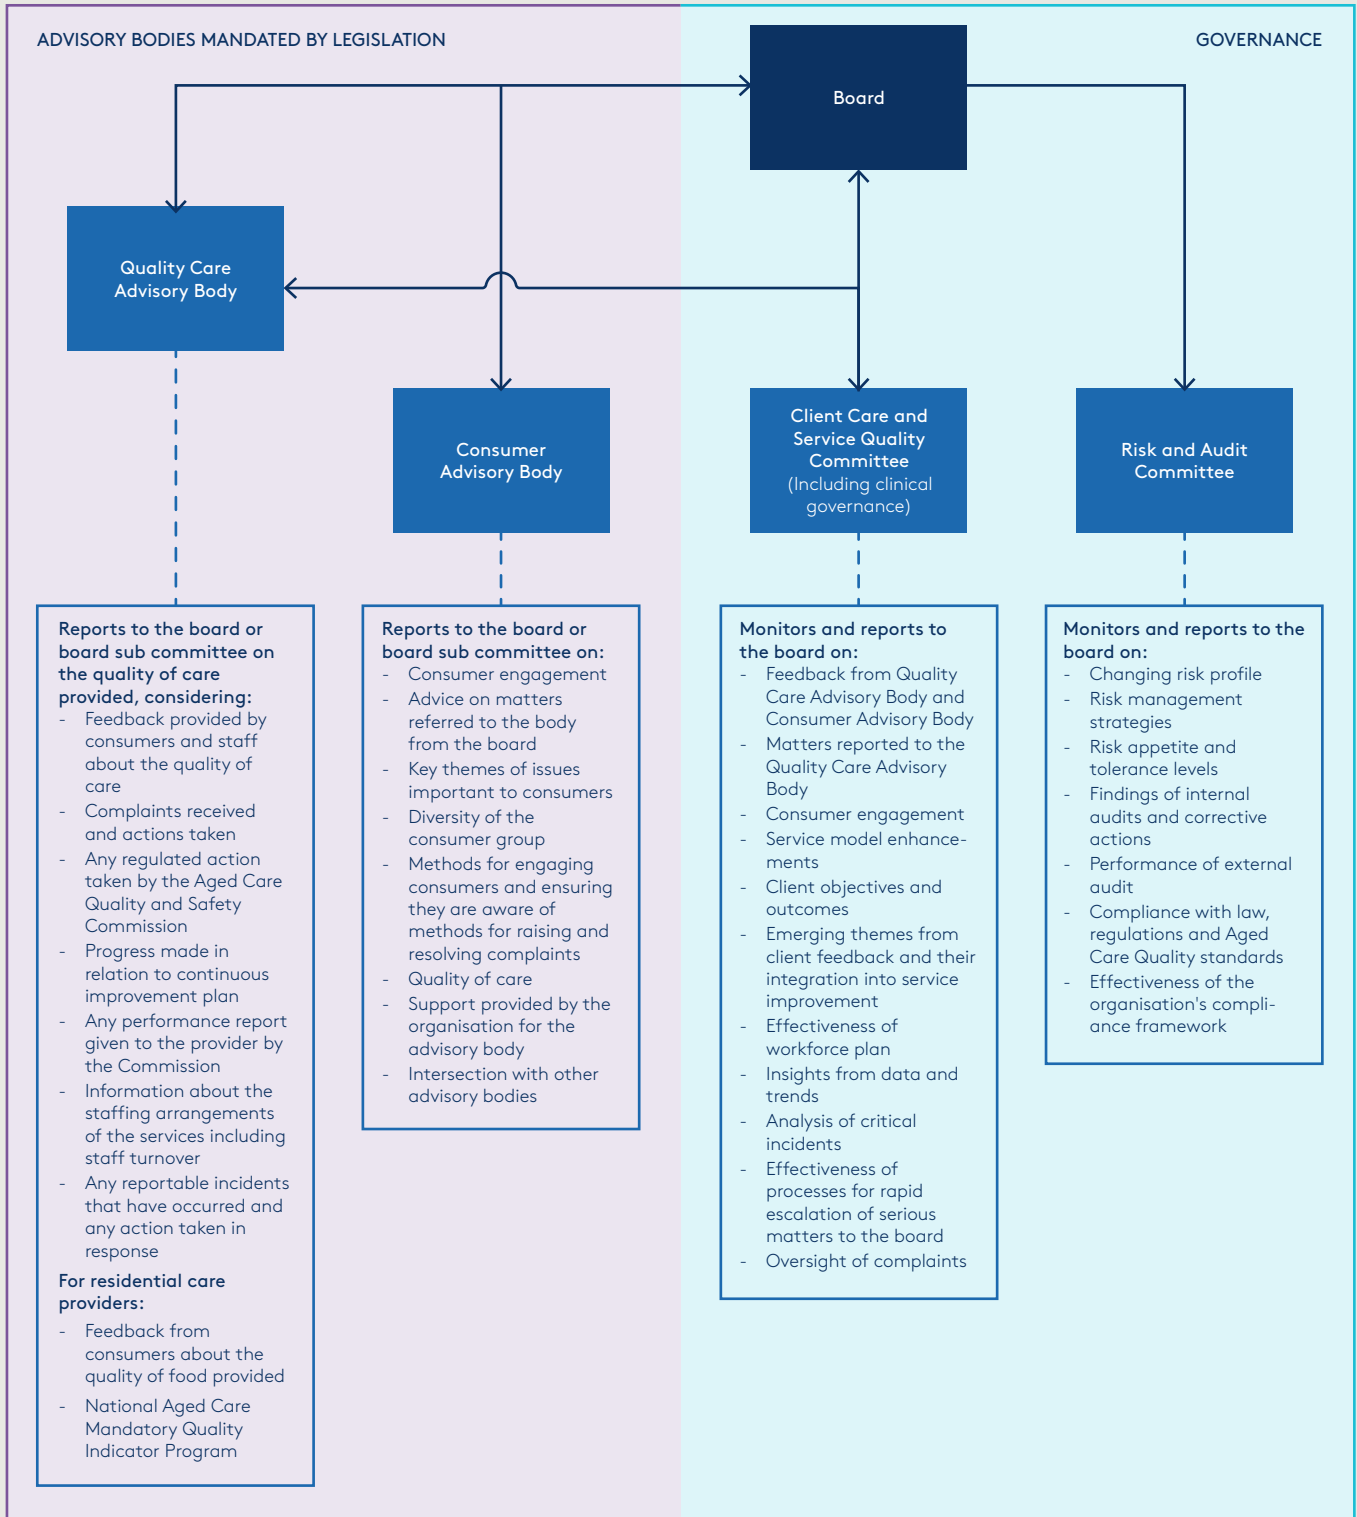 ADVISORY BODIES MANDATED BY LEGISLATION
GOVERNANCE
Board
Quality Care
Advisory Body
Consumer
Advisory Body
Client Care and
Service Quality
Committee
(Including clinical
governance)
Risk and Audit
Committee
Reports to the board or
board sub committee on
the quality of care
provided, considering:
- Feedback provided by
consumers and staff
about the quality of
care
- Complaints received
and actions taken
- Any regulated action
taken by the Aged Care
Quality and Safety
Commission
- Progress made in
relation to continuous
improvement plan
- Any performance report
given to the provider by
the Commission
- Information about the
staffing arrangements
of the services including
staff turnover
- Any reportable incidents
that have occurred and
any action taken in
response
For residential care
providers:
- Feedback from
consumers about the
quality of food provided
- National Aged Care
Mandatory Quality
Indicator Program
Reports to the board or
board sub committee on:
- Consumer engagement
- Advice on matters
referred to the body
from the board
- Key themes of issues
important to consumers
- Diversity of the
consumer group
- Methods for engaging
consumers and ensuring
they are aware of
methods for raising and
resolving complaints
- Quality of care
- Support provided by the
organisation for the
advisory body
- Intersection with other
advisory bodies
Monitors and reports to
the board on:
- Feedback from Quality
Care Advisory Body and
Consumer Advisory Body
- Matters reported to the
Quality Care Advisory
Body
- Consumer engagement
- Service model enhance-
ments
- Client objectives and
outcomes
- Emerging themes from
client feedback and their
integration into service
improvement
- Effectiveness of
workforce plan
- Insights from data and
trends
- Analysis of critical
incidents
- Effectiveness of
processes for rapid
escalation of serious
matters to the board
- Oversight of complaints
Monitors and reports to the
board on:
- Changing risk profile
- Risk management
strategies
- Risk appetite and
tolerance levels
- Findings of internal
audits and corrective
actions
- Performance of external
audit
- Compliance with law,
regulations and Aged
Care Quality standards
- Effectiveness of the
organisation's compli-
ance framework